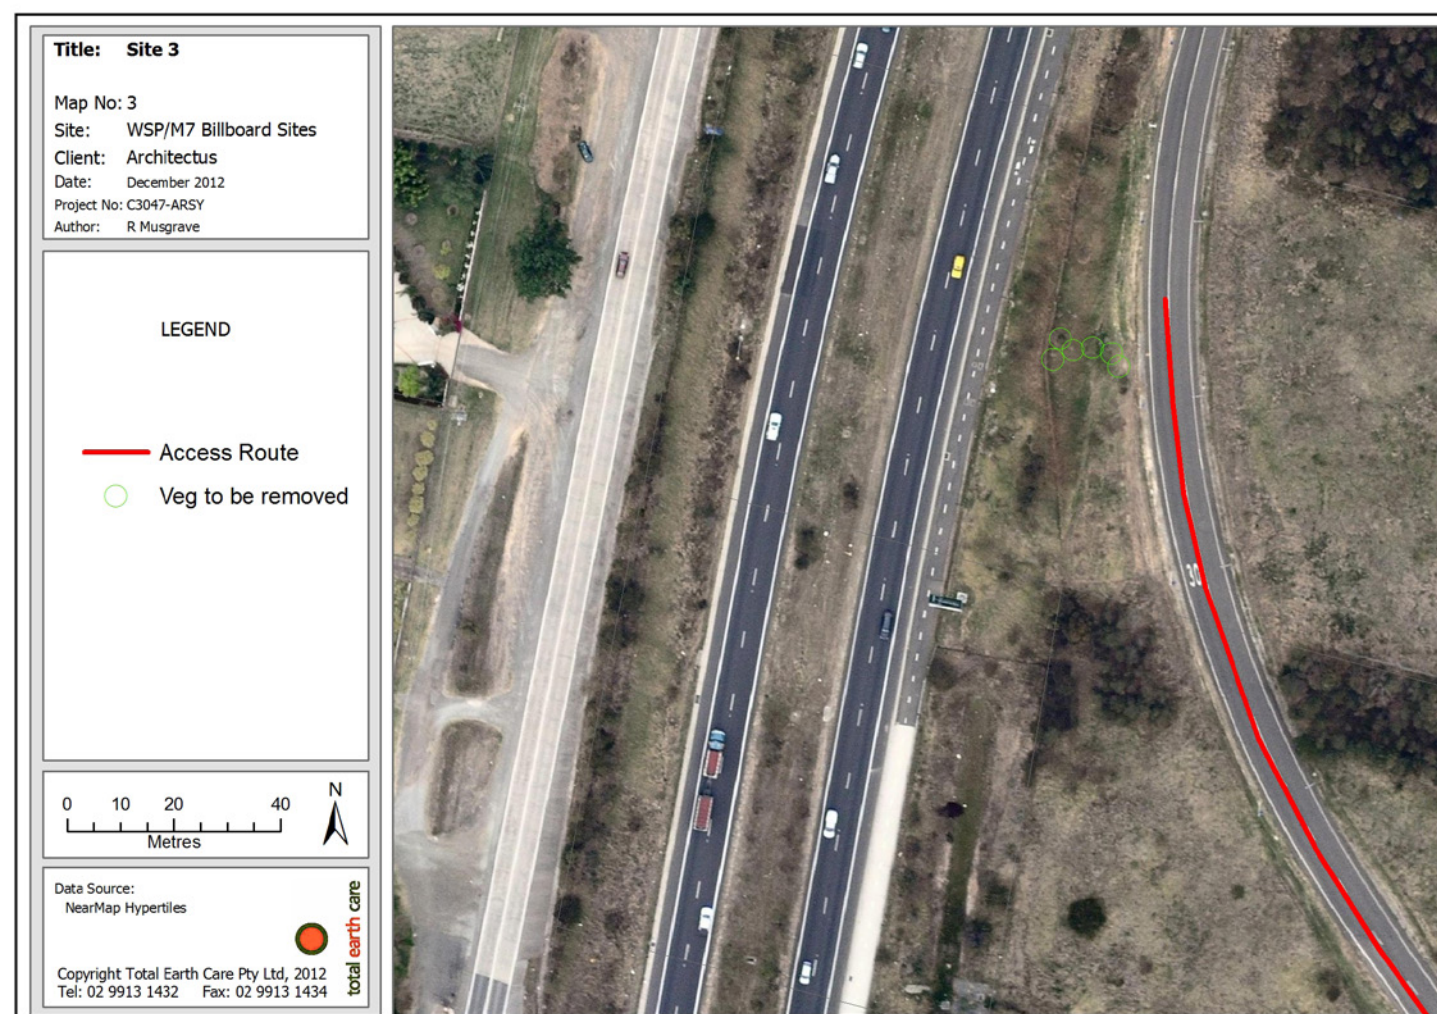 Title: Site 3
Map No: 3
Site: WSP/M7 Billboard Sites
Client: Architectus
Date: December 2012
Project No: C3047-ARSY
Author: R Musgrave
LEGEND
Access Route
Veg to be removed
0 10 20 40
Metres
N
Data Source:
NearMap Hypertiles
total earth care
Copyright Total Earth Care Pty Ltd, 2012
Tel: 02 9913 1432 Fax: 02 9913 1434